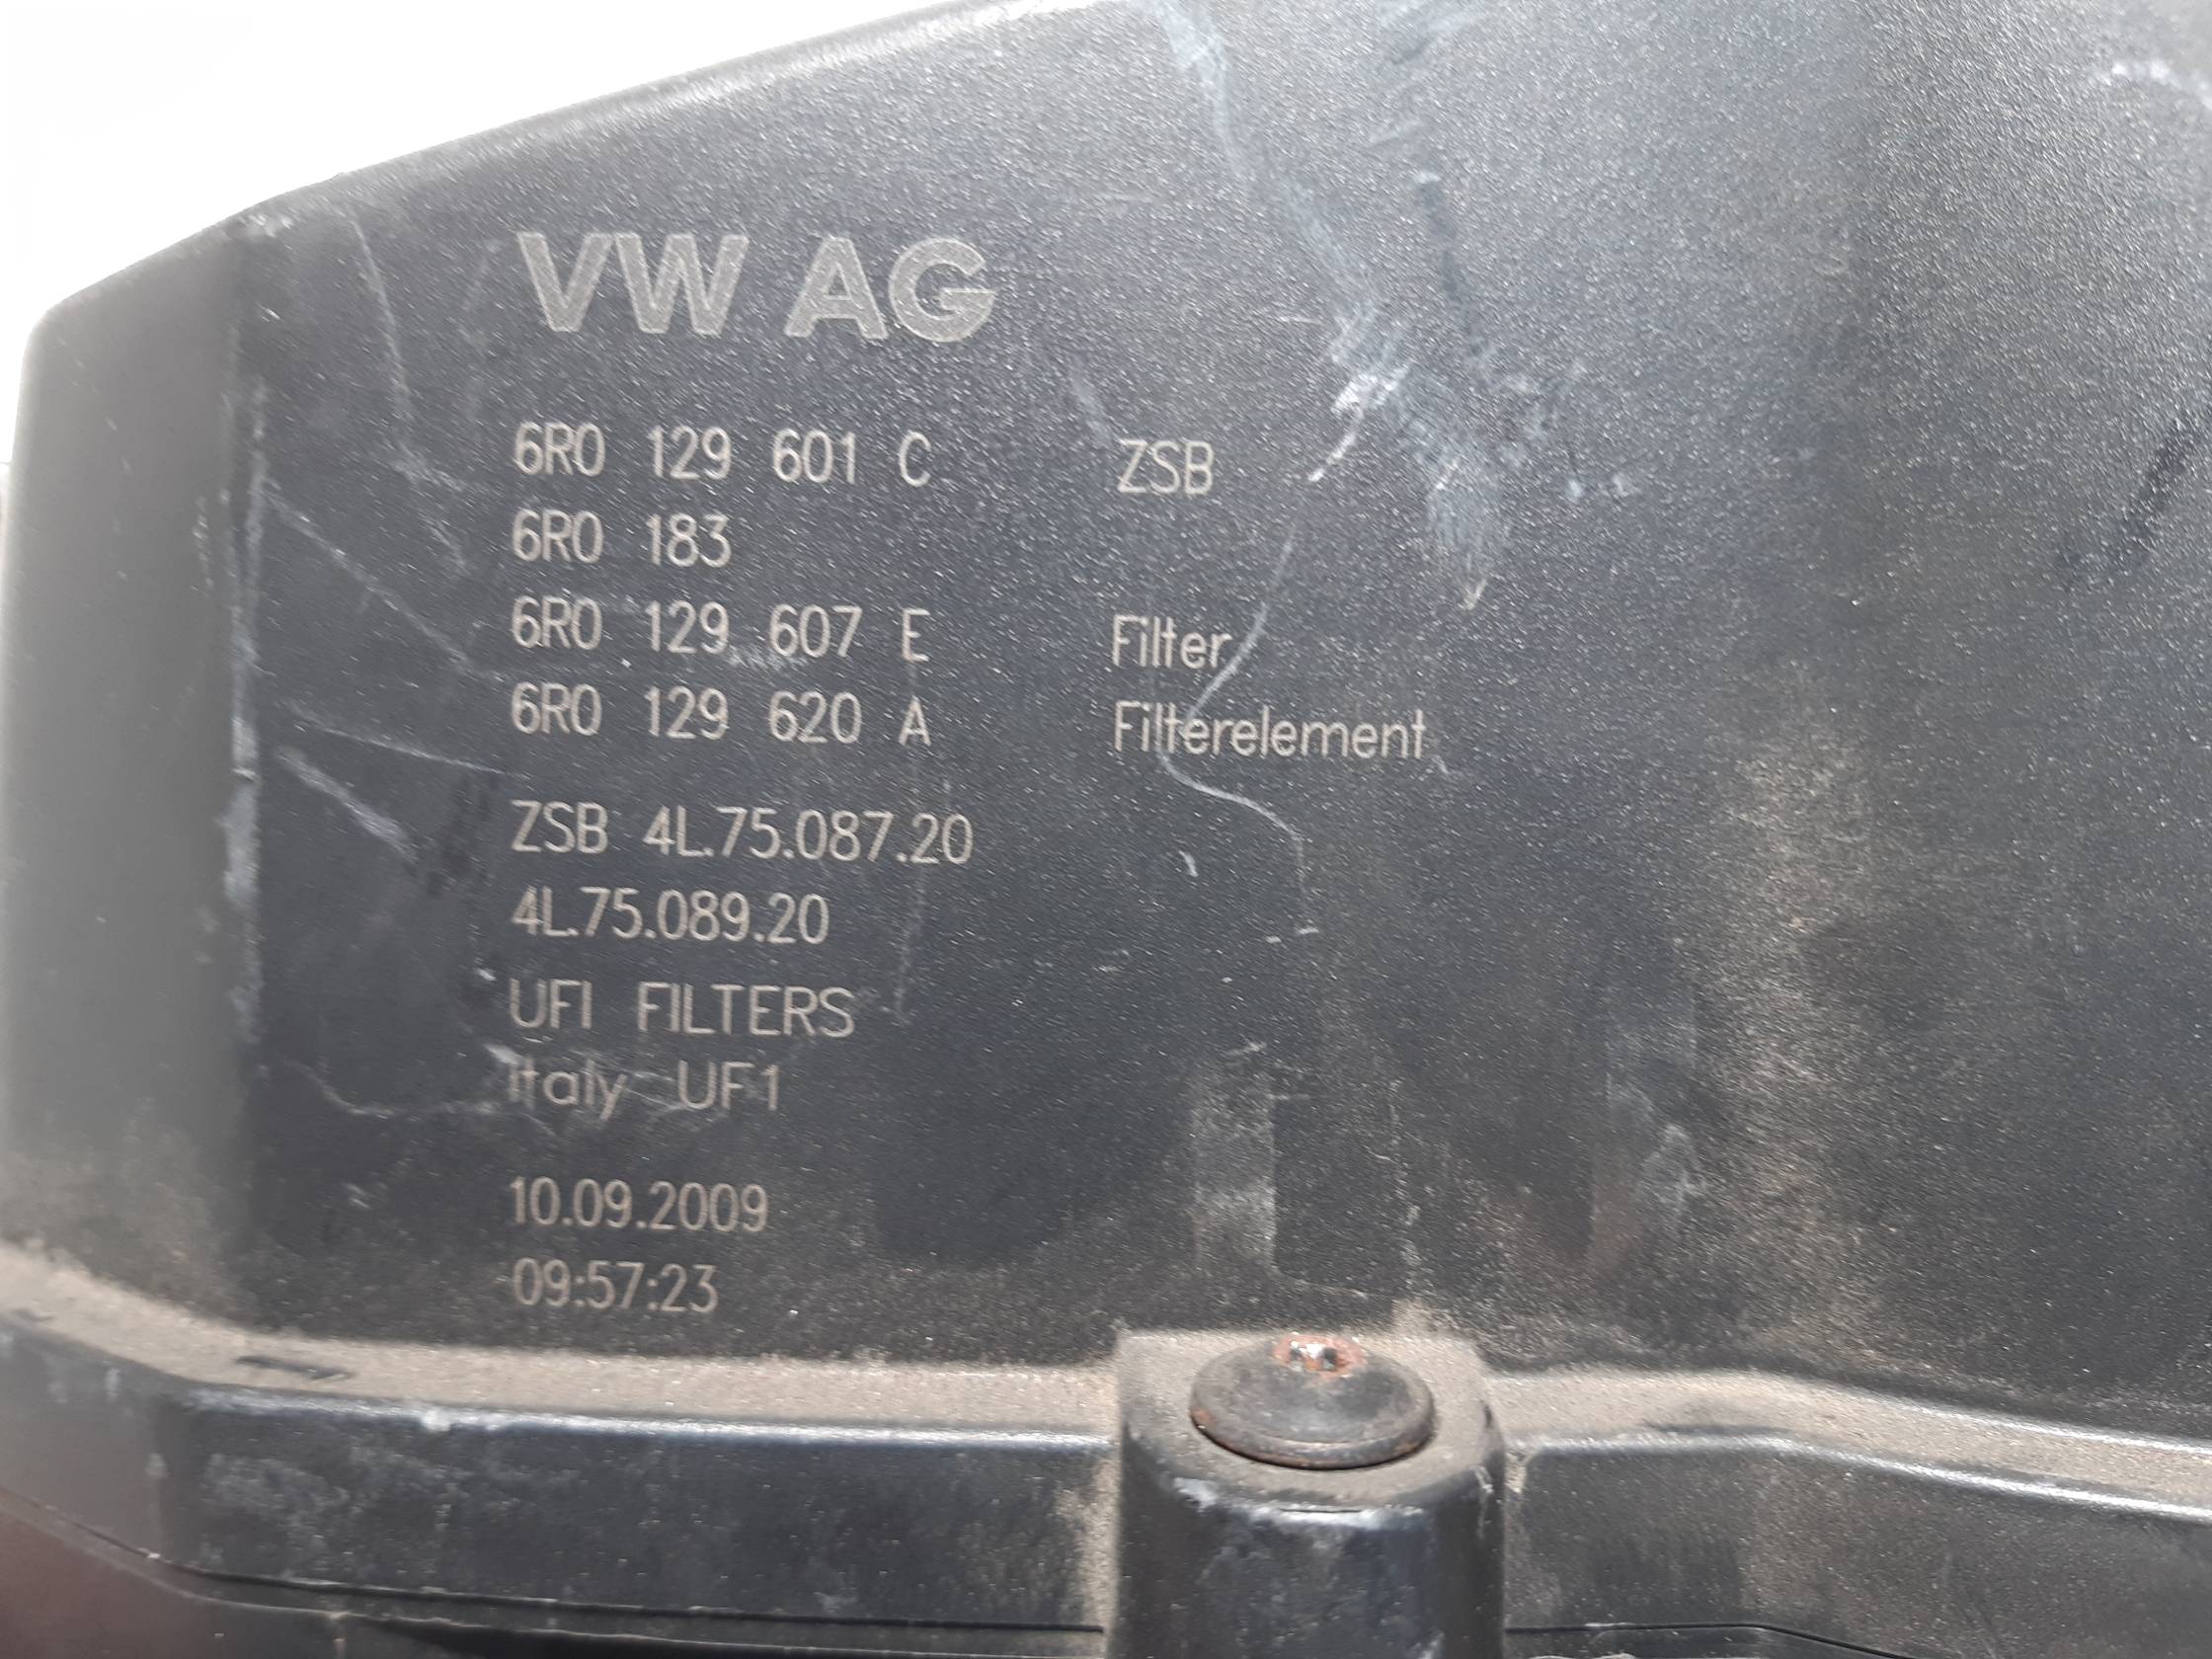 VW AG
6R0 129 601 C ZSB
6R0 183
6R0 129 607 E Filter
6R0 129 620 A Filterelement
ZSB 4L.75.087.20
4L.75.089.20
UFI FILTERS
Italy UF1
10.09.2009
09:57:23